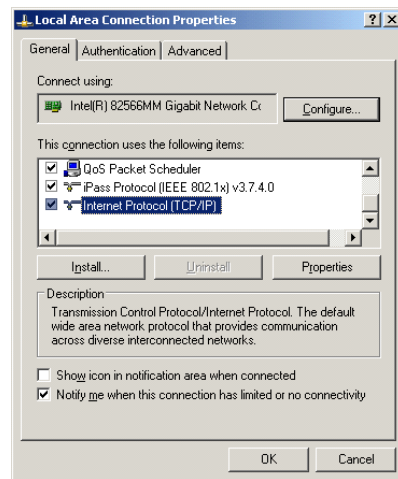 Local Area Connection Properties
General Authentication Advanced
Connect using:
Intel(R) 82566MM Gigabit Network Cc Configure...
This connection uses the following items:
QoS Packet Scheduler
iPass Protocol (IEEE 802.1x) v3.7.4.0
Internet Protocol (TCP/IP)
Install... Uninstall Properties
Description
Transmission Control Protocol/Internet Protocol. The default
wide area network protocol that provides communication
across diverse interconnected networks.
Show icon in notification area when connected
Notify me when this connection has limited or no connectivity
OK Cancel